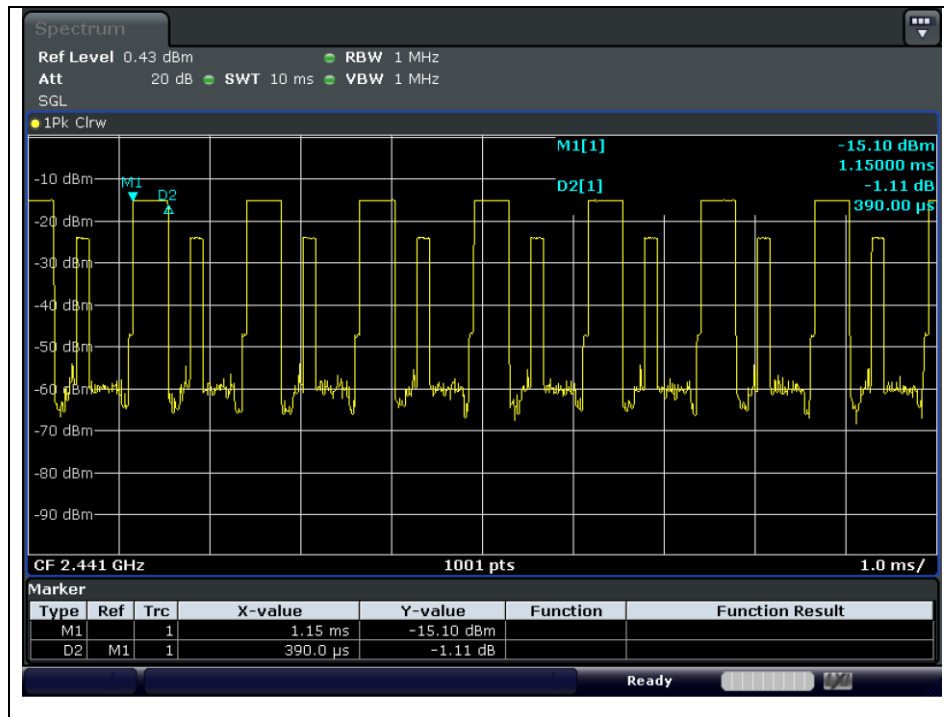 Spectrum
Ref Level 0.43 dBm RBW 1 MHz
Att 20 dB SWT 10 ms VBW 1 MHz
SGL
1Pk Clrw
M1[1] -15.10 dBm
1.15000 ms
D2[1] -1.11 dB
390.00 µs
M1
D2
-10 dBm
-20 dBm
-30 dBm
-40 dBm
-50 dBm
-60 dBm
-70 dBm
-80 dBm
-90 dBm
CF 2.441 GHz 1001 pts 1.0 ms/
Marker
Type Ref Trc X-value Y-value Function Function Result
M1 1 1.15 ms -15.10 dBm
D2 M1 1 390.0 µs -1.11 dB
Ready